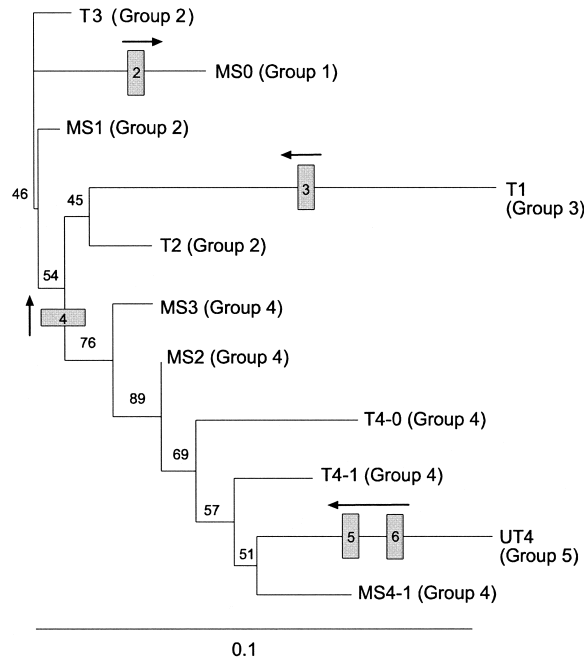 T3 (Group 2)
2
MS0 (Group 1)
MS1 (Group 2)
46
45
3
T1
(Group 3)
T2 (Group 2)
54
4
MS3 (Group 4)
76
MS2 (Group 4)
89
T4-0 (Group 4)
69
T4-1 (Group 4)
57
5
6
UT4
(Group 5)
51
MS4-1 (Group 4)
0.1